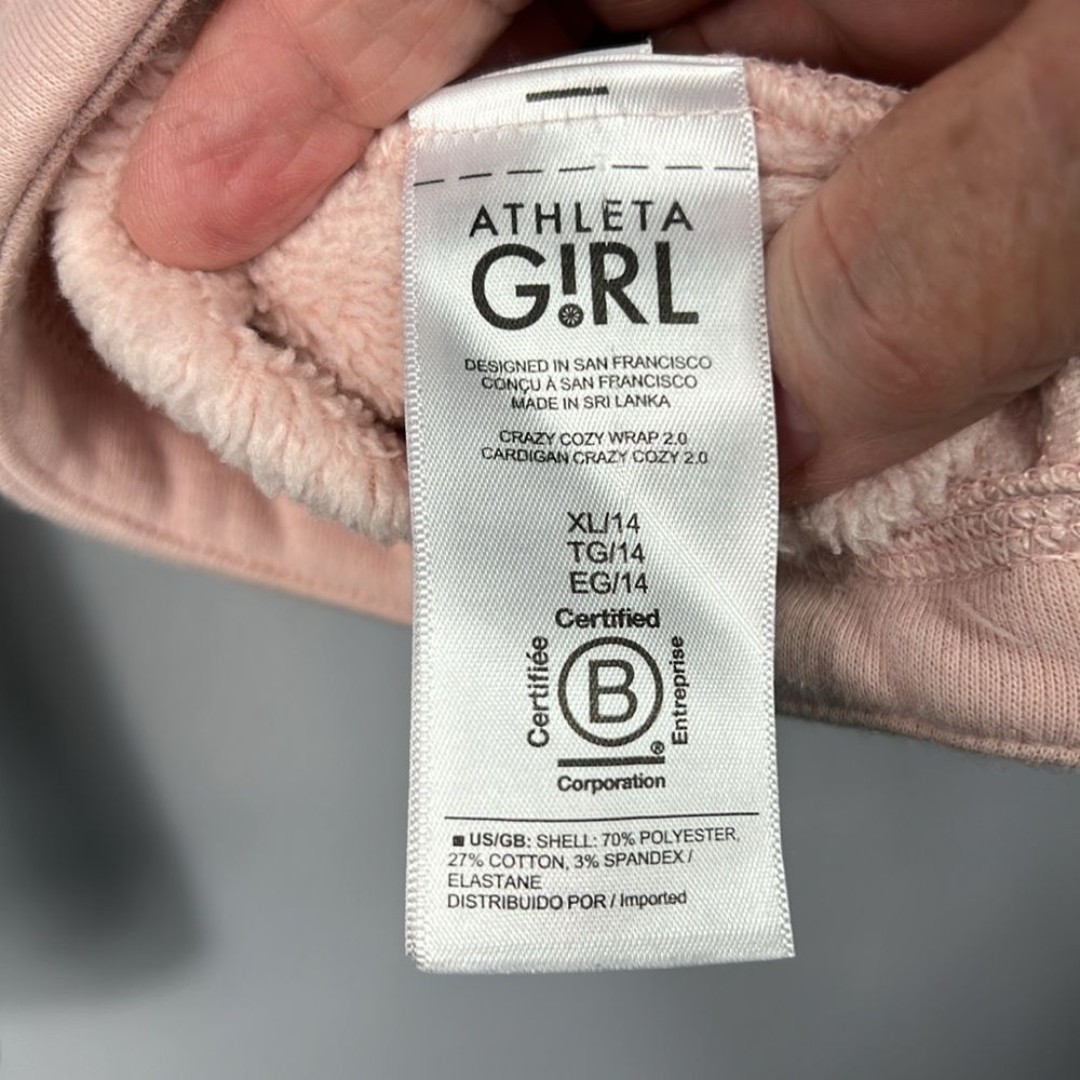 ATHLETA
G!RL
DESIGNED IN SAN FRANCISCO
CONÇU À SAN FRANCISCO
MADE IN SRI LANKA
CRAZY COZY WRAP 2.0
CARDIGAN CRAZY COZY 2.0
XL/14
TG/14
EG/14
Certified
Certifiée
B
Entreprise
®
Corporation
US/GB: SHELL: 70% POLYESTER,
27% COTTON, 3% SPANDEX /
ELASTANE
DISTRIBUIDO POR / Imported